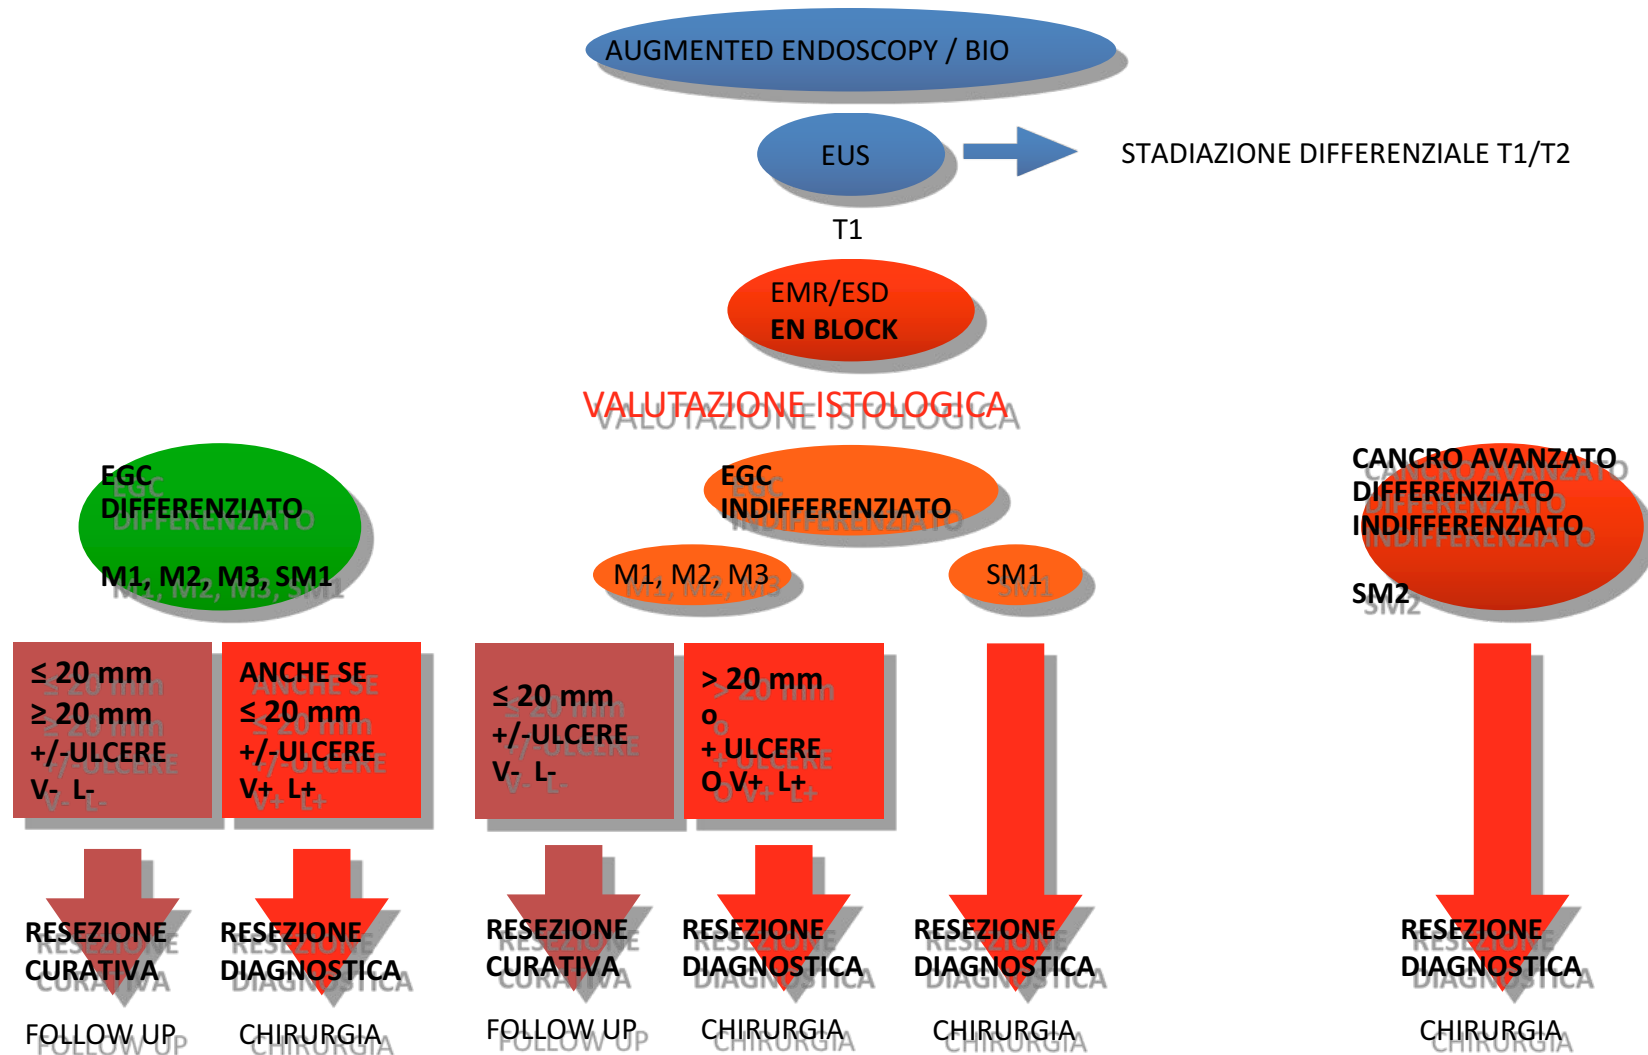 AUGMENTED ENDOSCOPY / BIO
EUS
STADIAZIONE DIFFERENZIALE T1/T2
T1
EMR/ESD
EN BLOCK
VALUTAZIONE ISTOLOGICA
EGC
DIFFERENZIATO
M1, M2, M3, SM1
EGC
INDIFFERENZIATO
M1, M2, M3
SM1
CANCRO AVANZATO
DIFFERENZIATO
INDIFFERENZIATO
SM2
≤ 20 mm
≥ 20 mm
+/-ULCERE
V- L-
ANCHE SE
≤ 20 mm
+/-ULCERE
V+ L+
≤ 20 mm
+/-ULCERE
V- L-
> 20 mm
o
+ ULCERE
O V+ L+
RESEZIONE
CURATIVA
FOLLOW UP
RESEZIONE
DIAGNOSTICA
CHIRURGIA
RESEZIONE
CURATIVA
FOLLOW UP
RESEZIONE
DIAGNOSTICA
CHIRURGIA
RESEZIONE
DIAGNOSTICA
CHIRURGIA
RESEZIONE
DIAGNOSTICA
CHIRURGIA